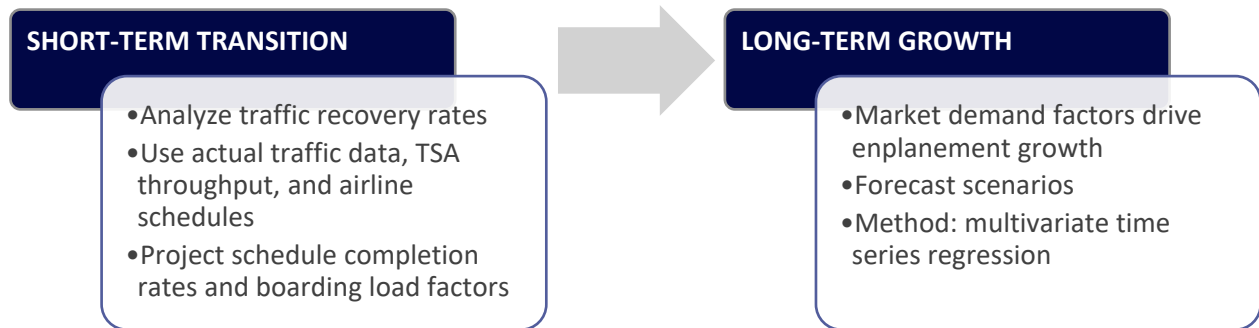 SHORT-TERM TRANSITION
•Analyze traffic recovery rates
•Use actual traffic data, TSA
throughput, and airline
schedules
•Project schedule completion
rates and boarding load factors
LONG-TERM GROWTH
•Market demand factors drive
enplanement growth
•Forecast scenarios
•Method: multivariate time
series regression